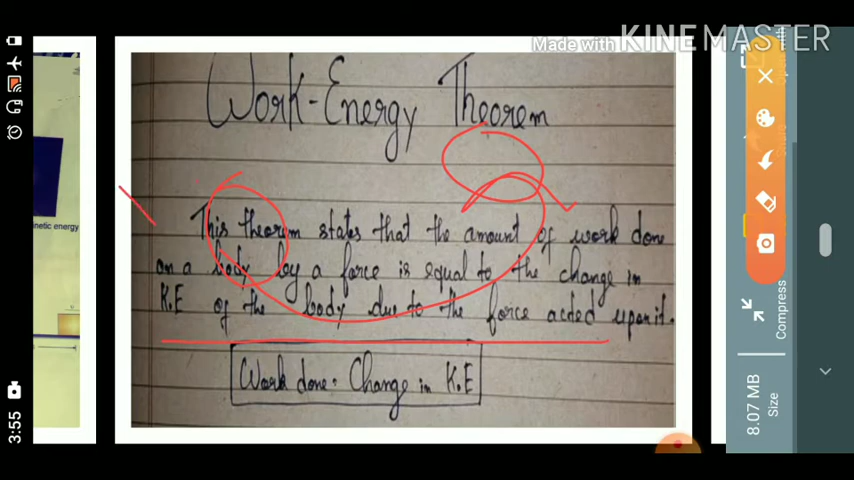 Made with KINEMASTER
Work-Energy Theorem
This theorem states that the amount of work done
on a body by a force is equal to the change in
K.E of the body due to the force acted upon it.
Work done = Change in K.E
netic energy
3:55
Compress
8.07 MB
Size